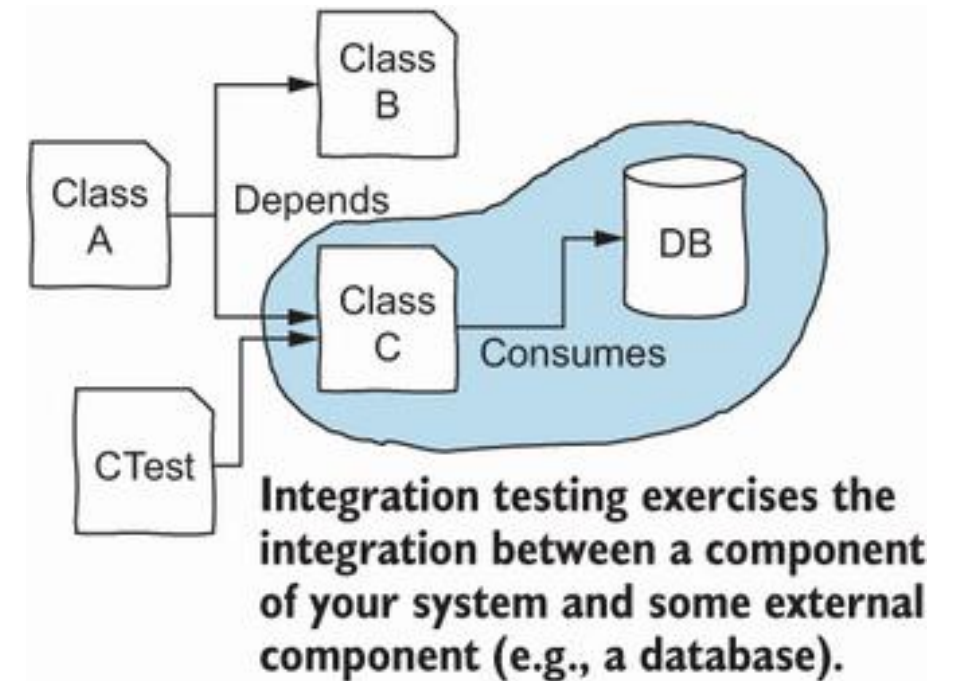 Class
B
Class
A
Depends
DB
Class
C
Consumes
CTest
Integration testing exercises the
integration between a component
of your system and some external
component (e.g., a database).